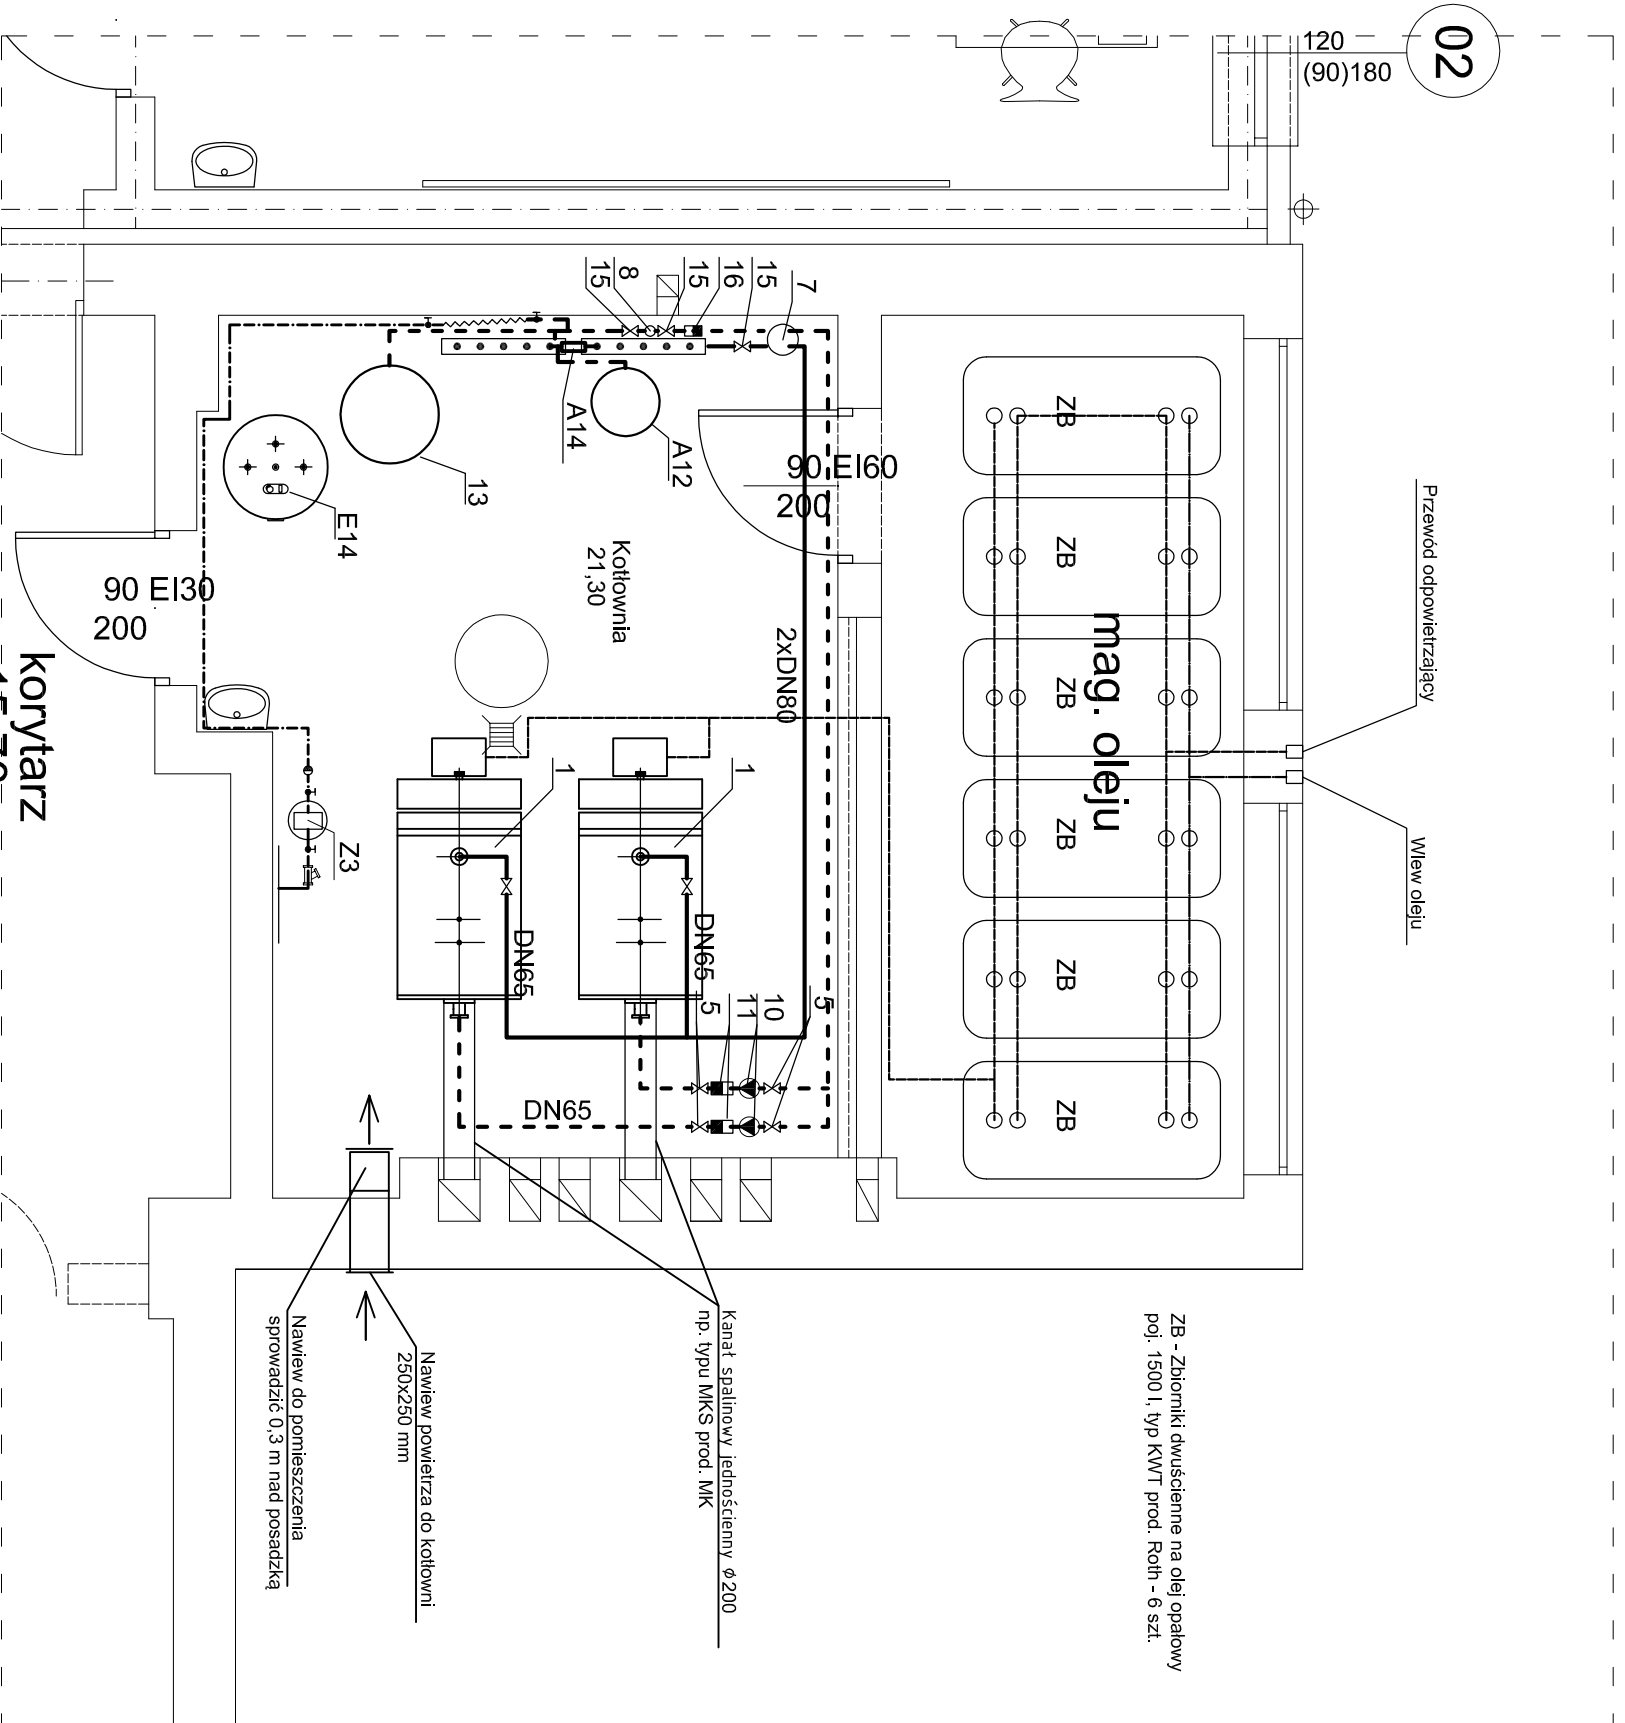 02
120
(90)180
15
8
15
16
15
7
A14
A12
13
E14
90 EI60
200
90 EI30
200
Kotłownia
21,30
2xDN80
korytarz
mag. oleju
ZB
ZB
ZB
ZB
ZB
ZB
Przewód odpowietrzający
Wlew oleju
1
1
Z3
DN65
DN65
5
11
10
5
DN65
Kanał spalinowy jednościenny ϕ200
np. typu MKS prod. MK
Nawiew powietrza do kotłowni
250x250 mm
Nawiew do pomieszczenia
sprowadzić 0,3 m nad posadzką
ZB - Zbiorniki dwuścienne na olej opałowy
poj. 1500 l, typ KWT prod. Roth - 6 szt.